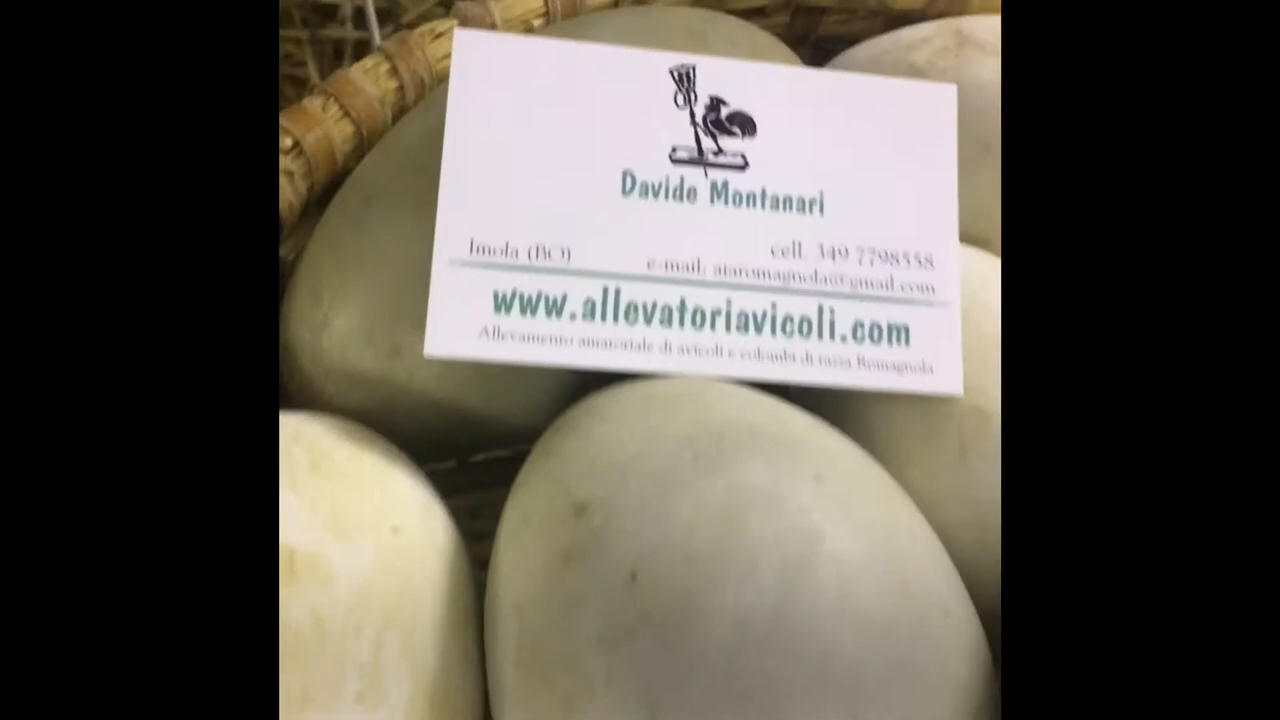 Davide Montanari
Imola (BO)
cell. 349 7798558
e-mail: aiaromagnola@gmail.com
www.allevatoriavicoli.com
Allevamento amatoriale di avicoli e colombi di razza Romagnola